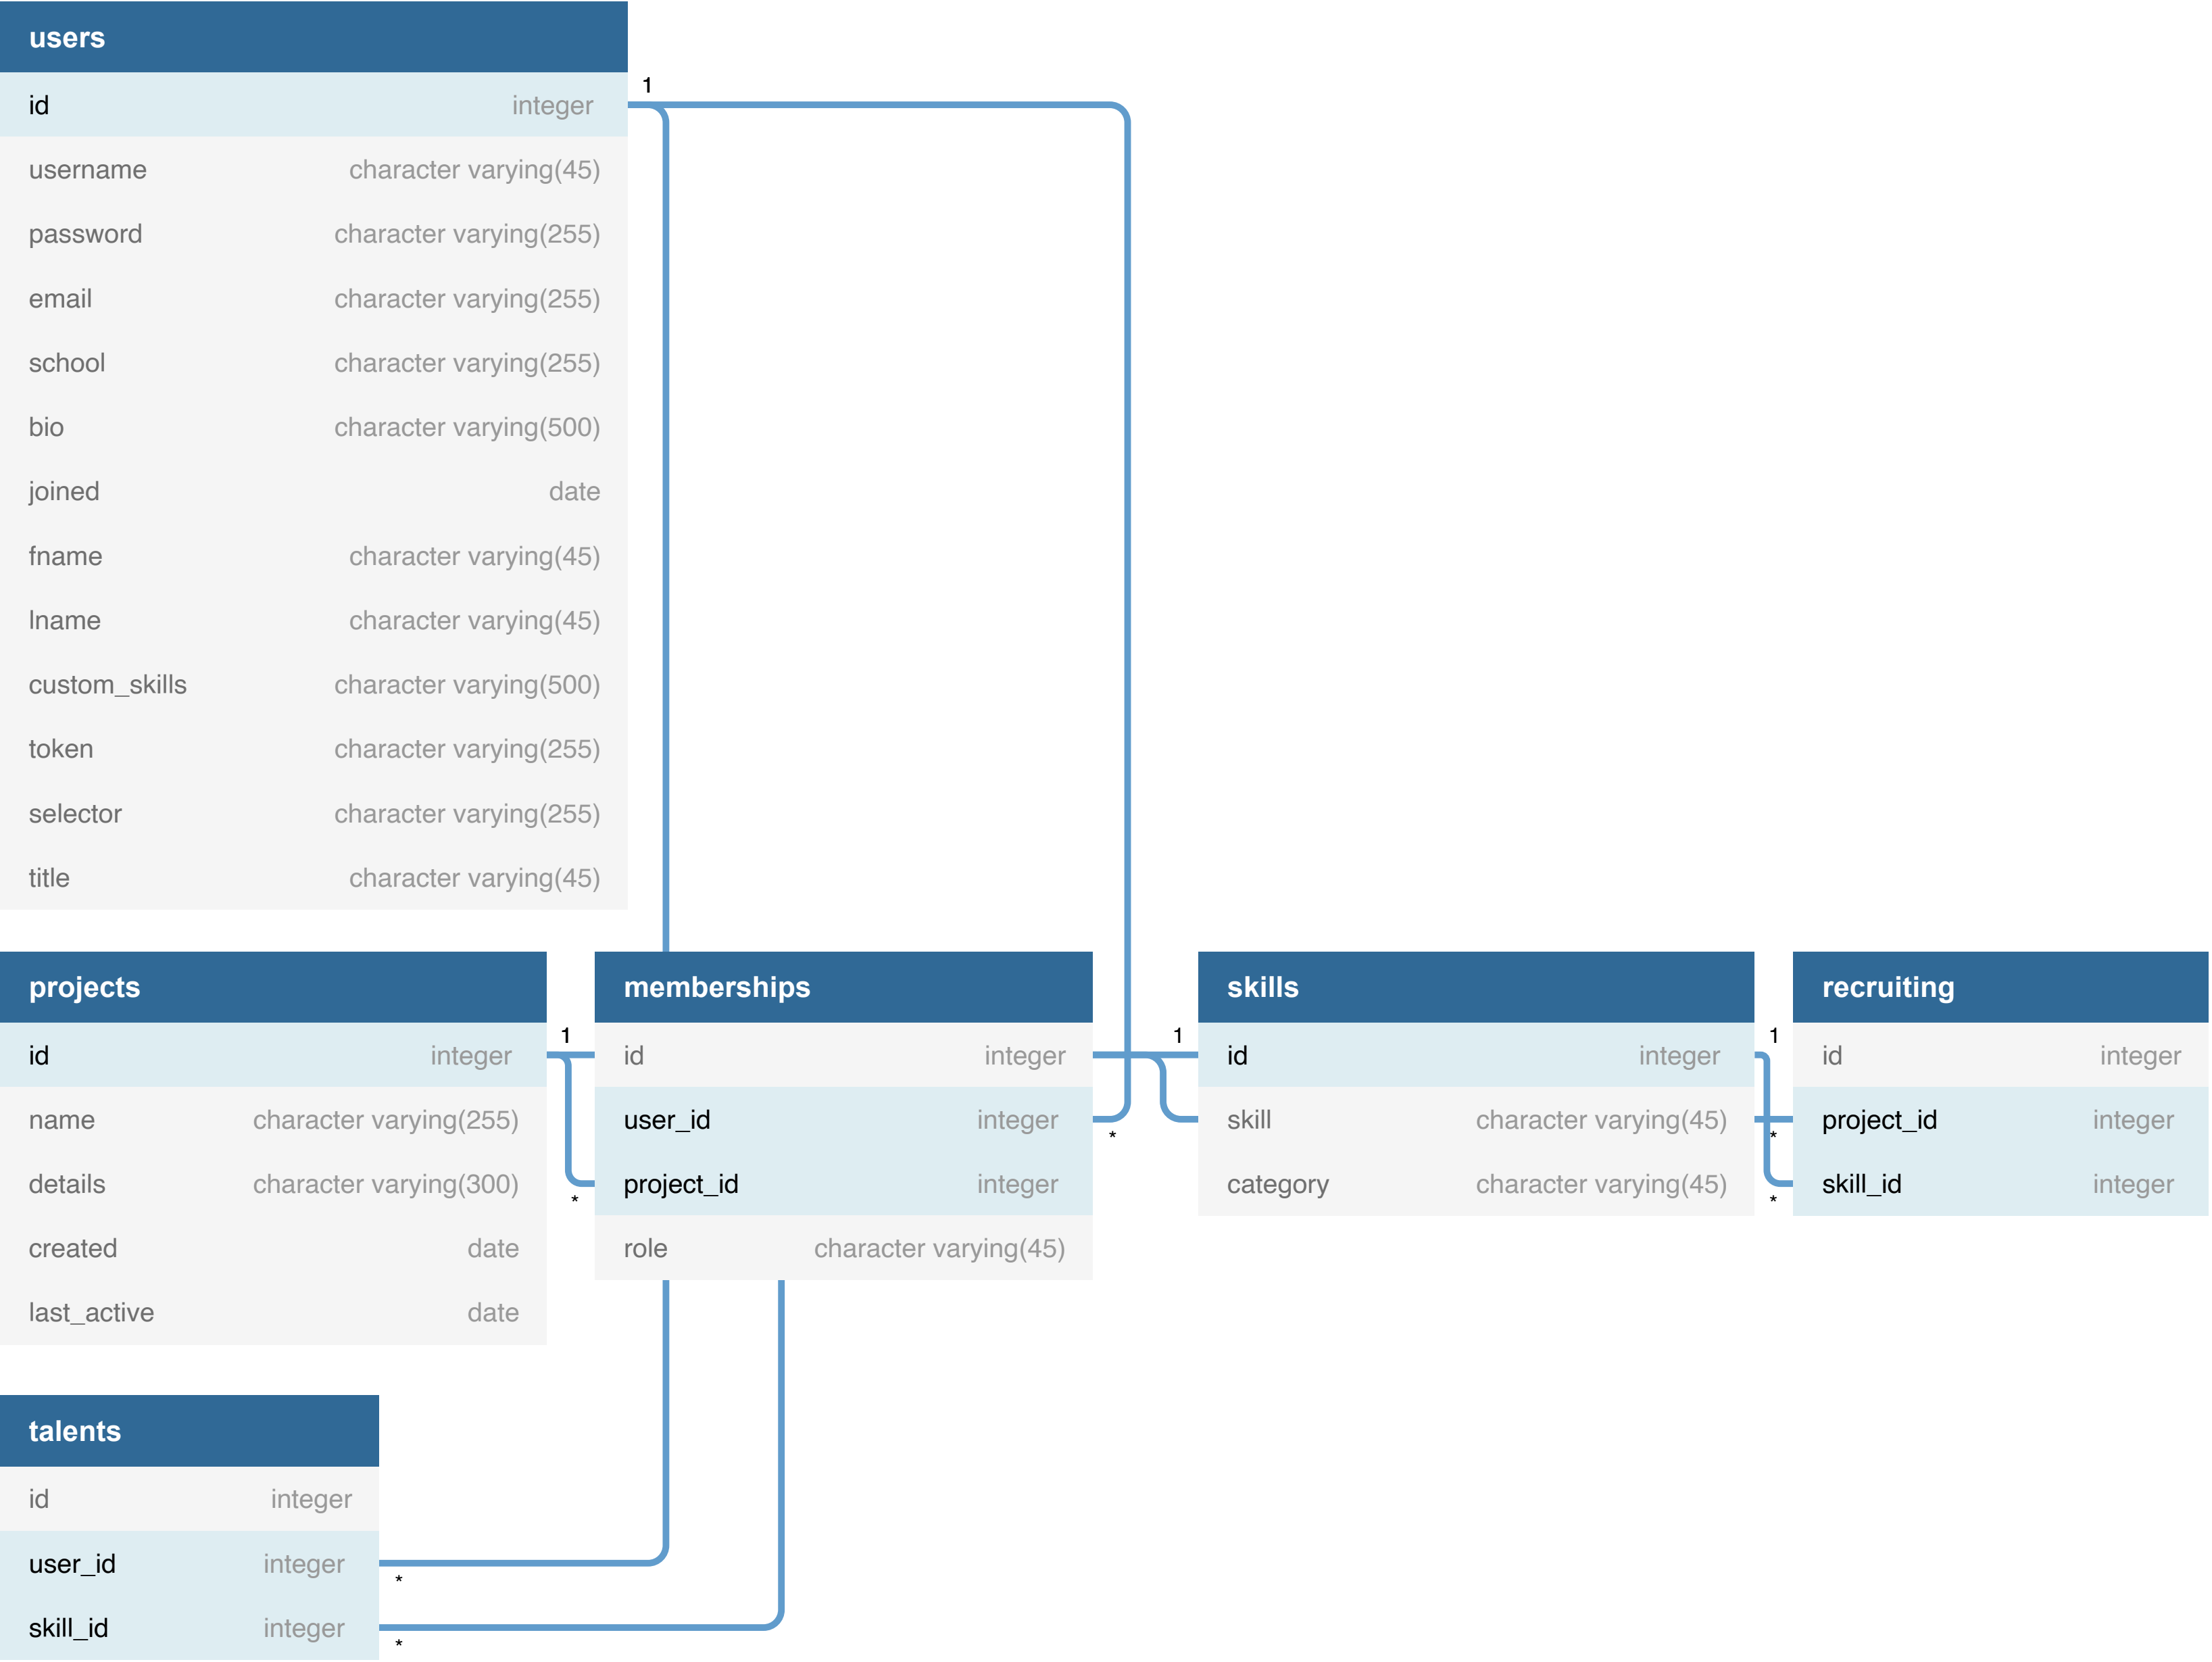 users
id integer
1
username character varying(45)
password character varying(255)
email character varying(255)
school character varying(255)
bio character varying(500)
joined date
fname character varying(45)
lname character varying(45)
custom_skills character varying(500)
token character varying(255)
selector character varying(255)
title character varying(45)
projects
id integer
1
name character varying(255)
details character varying(300)
*
created date
last_active date
memberships
id integer
user_id integer
*
project_id integer
role character varying(45)
skills
1
id integer
1
skill character varying(45)
category character varying(45)
recruiting
id integer
project_id integer
*
skill_id integer
*
talents
id integer
user_id integer
*
skill_id integer
*